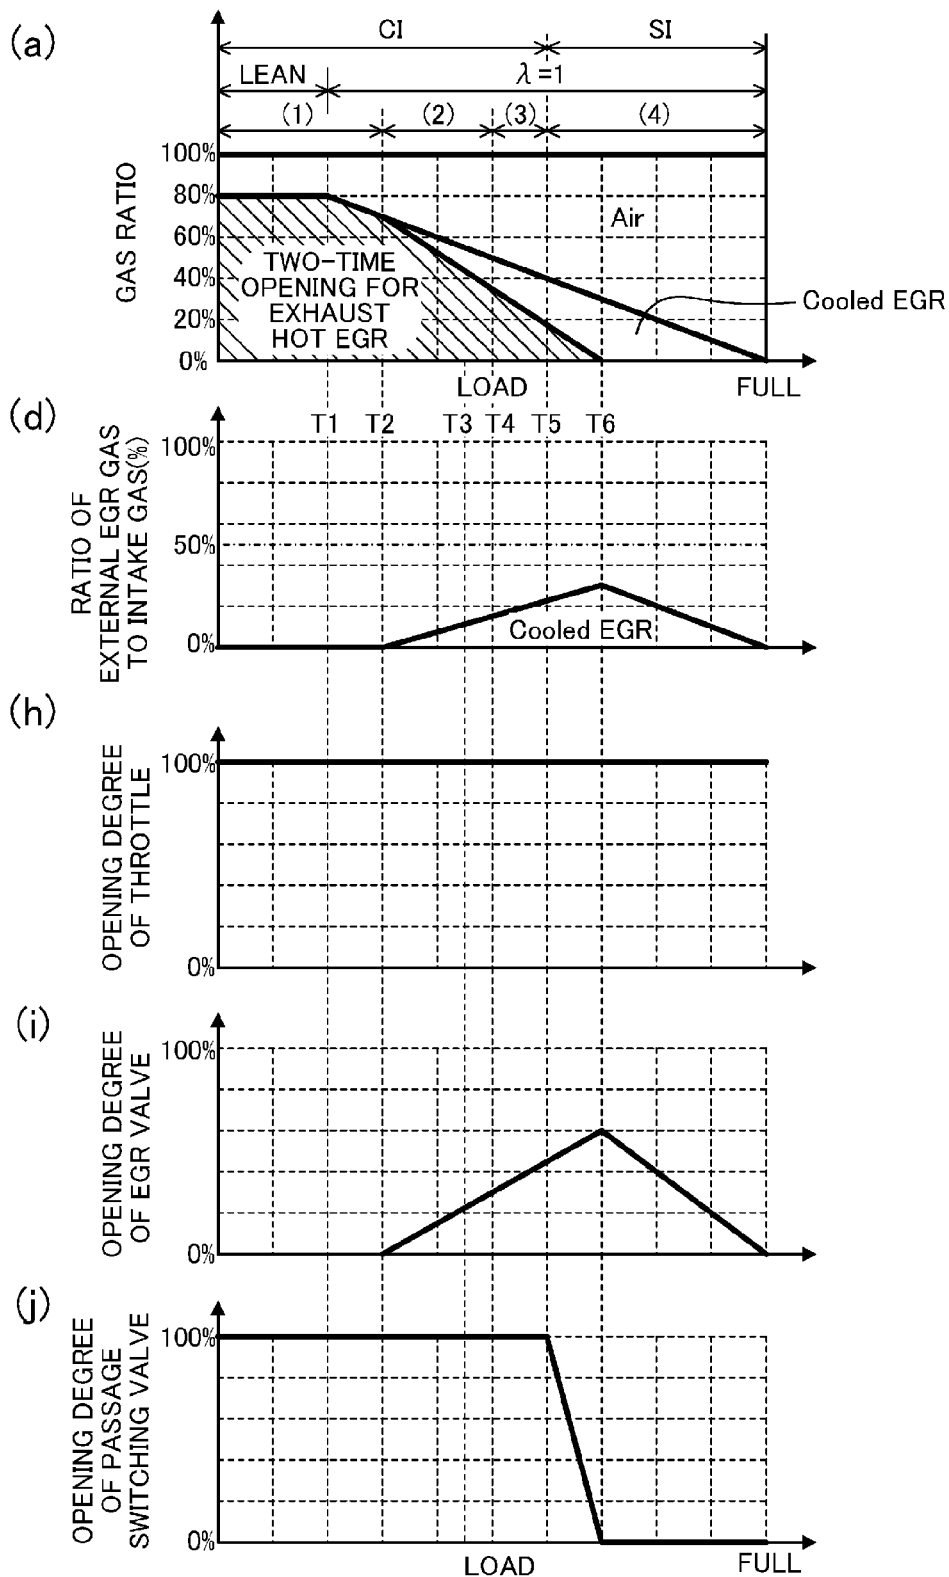 (a)
CI
SI
LEAN
λ=1
(1)
(2)
(3)
(4)
GAS RATIO
100%
80%
60%
40%
20%
0%
Air
TWO-TIME
OPENING FOR
EXHAUST
HOT EGR
Cooled EGR
LOAD
FULL
(d)
T1
T2
T3
T4
T5
T6
RATIO OF
EXTERNAL EGR GAS
TO INTAKE GAS(%)
100%
50%
0%
Cooled EGR
(h)
OPENING DEGREE
OF THROTTLE
100%
0%
(i)
OPENING DEGREE
OF EGR VALVE
100%
0%
(j)
OPENING DEGREE
OF PASSAGE
SWITCHING VALVE
100%
0%
LOAD
FULL